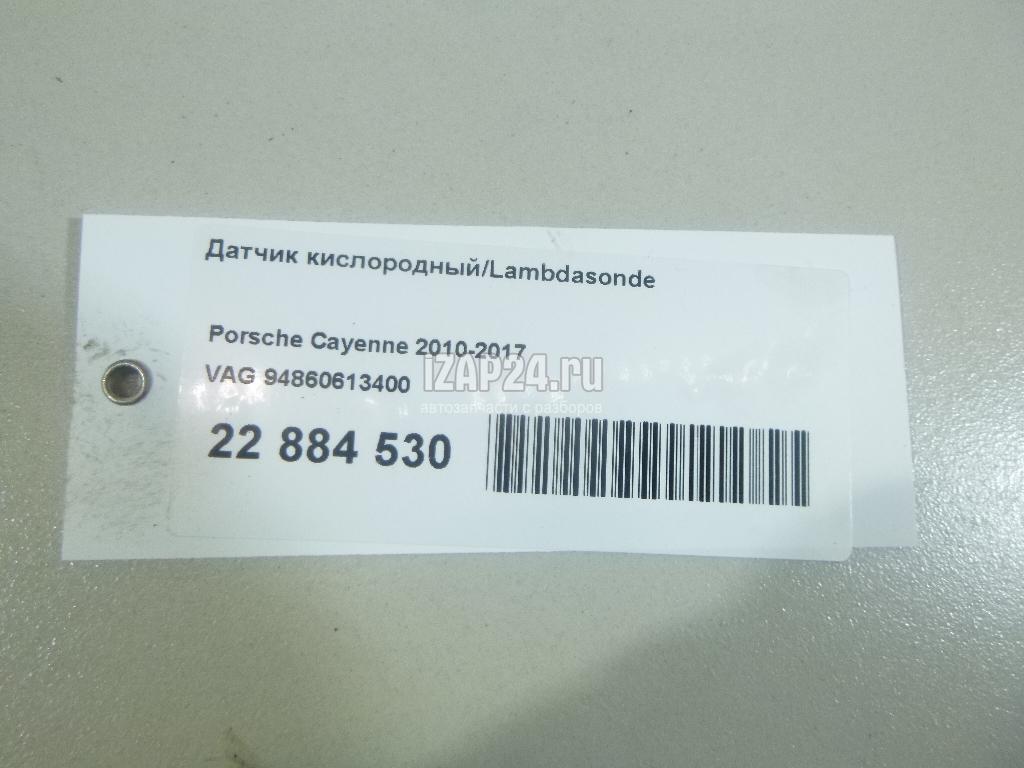 Датчик кислородный/Lambdasonde
Porsche Cayenne 2010-2017
VAG 94860613400
iZAP24.ru
автозапчасти с разборов
22 884 530